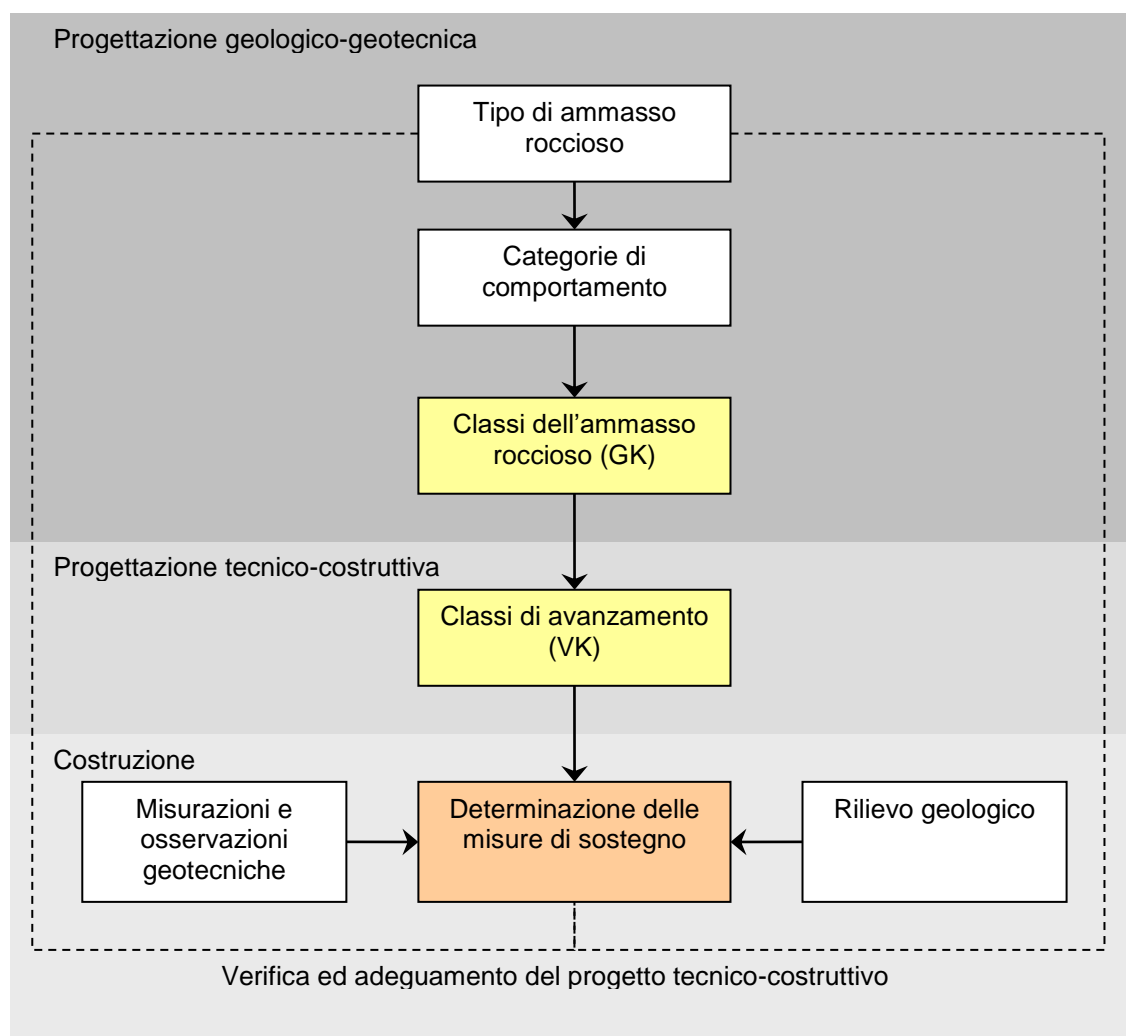 Progettazione geologico-geotecnica
Tipo di ammasso
roccioso
Categorie di
comportamento
Classi dell'ammasso
roccioso (GK)
Progettazione tecnico-costruttiva
Classi di avanzamento
(VK)
Costruzione
Misurazioni e
osservazioni
geotecniche
Determinazione delle
misure di sostegno
Rilievo geologico
Verifica ed adeguamento del progetto tecnico-costruttivo